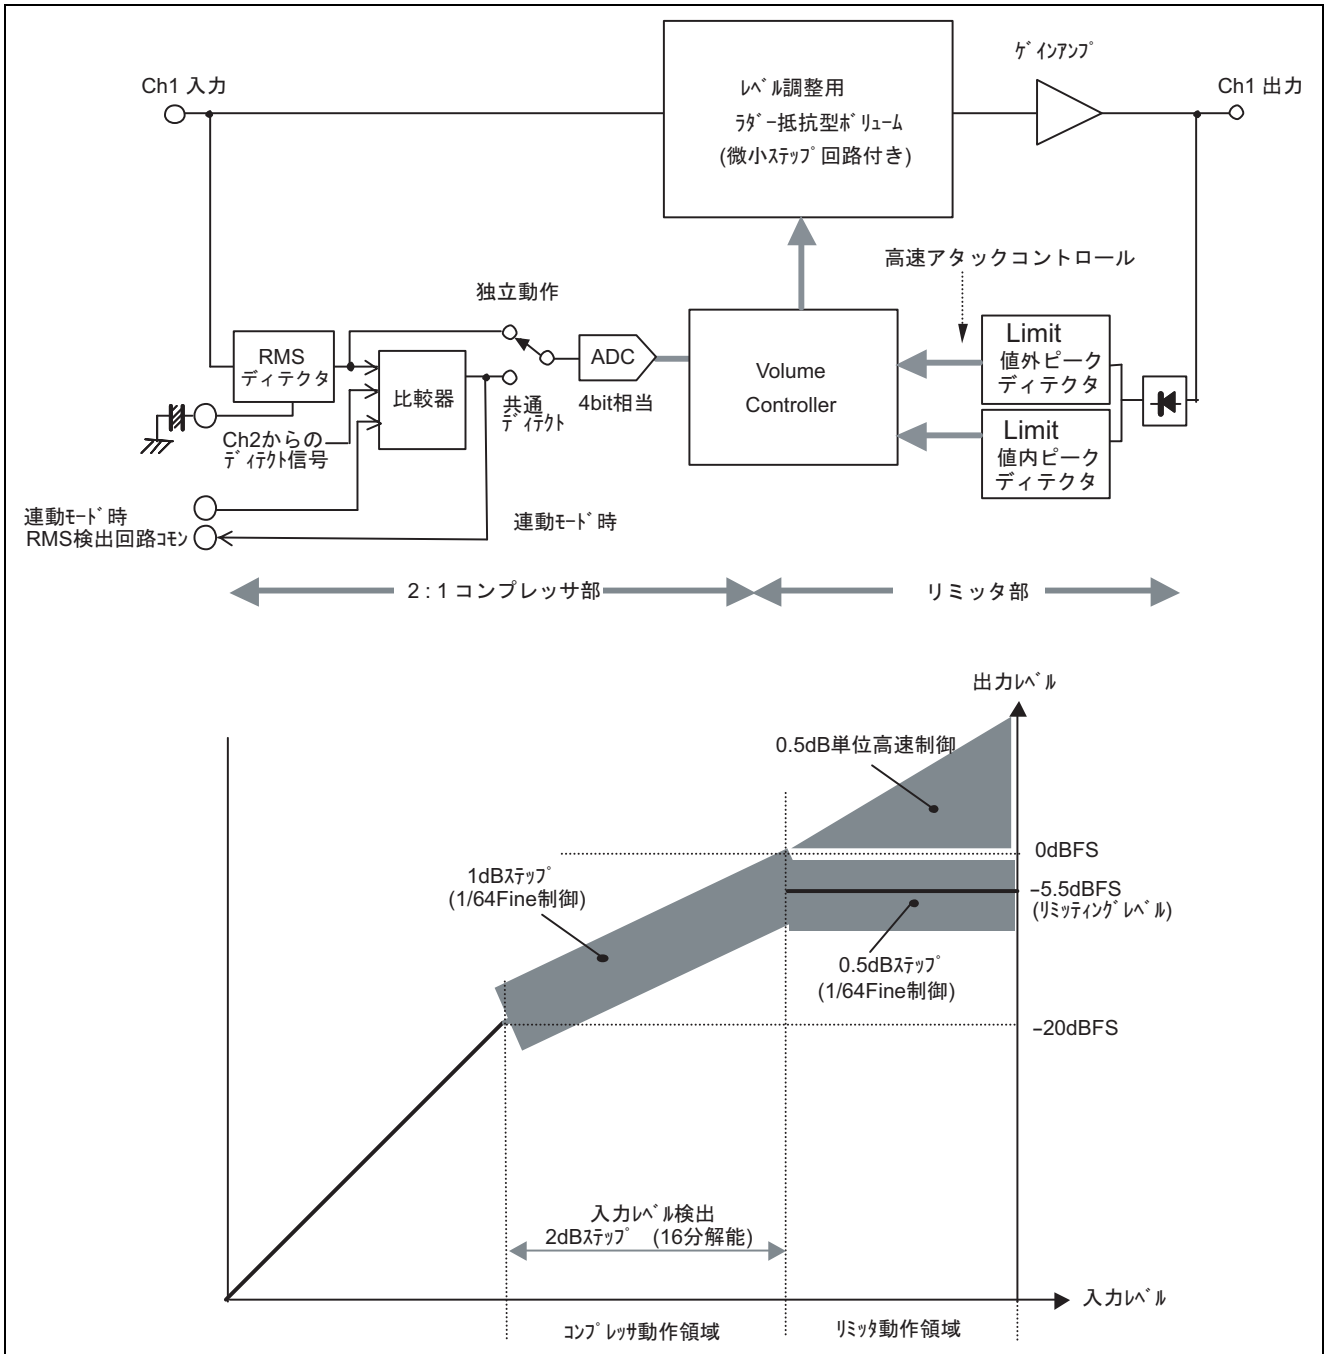 ｹﾞｲﾝｱﾝﾌﾟ
Ch1 入力
Ch1 出力
ﾚﾍﾞﾙ調整用
ﾗﾀﾞｰ抵抗型ﾎﾞﾘｭｰﾑ
(微小ｽﾃｯﾌﾟ回路付き)
高速アタックコントロール
独立動作
RMS
ディテクタ
比較器
ADC
4bit相当
共通
ﾃﾞｨﾃｸﾄ
Volume
Controller
Limit
値外ピーク
ディテクタ
Limit
値内ピーク
ディテクタ
Ch2からの
ﾃﾞｨﾃｸﾄ信号
連動ﾓｰﾄﾞ時
RMS検出回路ｺﾓﾝ
連動ﾓｰﾄﾞ時
2 : 1 コンプレッサ部
リミッタ部
出力ﾚﾍﾞﾙ
0.5dB単位高速制御
0dBFS
1dBｽﾃｯﾌﾟ
(1/64Fine制御)
−5.5dBFS
(ﾘﾐｯﾃｨﾝｸﾞﾚﾍﾞﾙ)
0.5dBｽﾃｯﾌﾟ
(1/64Fine制御)
−20dBFS
入力ﾚﾍﾞﾙ検出
2dBｽﾃｯﾌﾟ (16分解能)
入力ﾚﾍﾞﾙ
ｺﾝﾌﾟﾚｯｻ動作領域
ﾘﾐｯﾀ動作領域